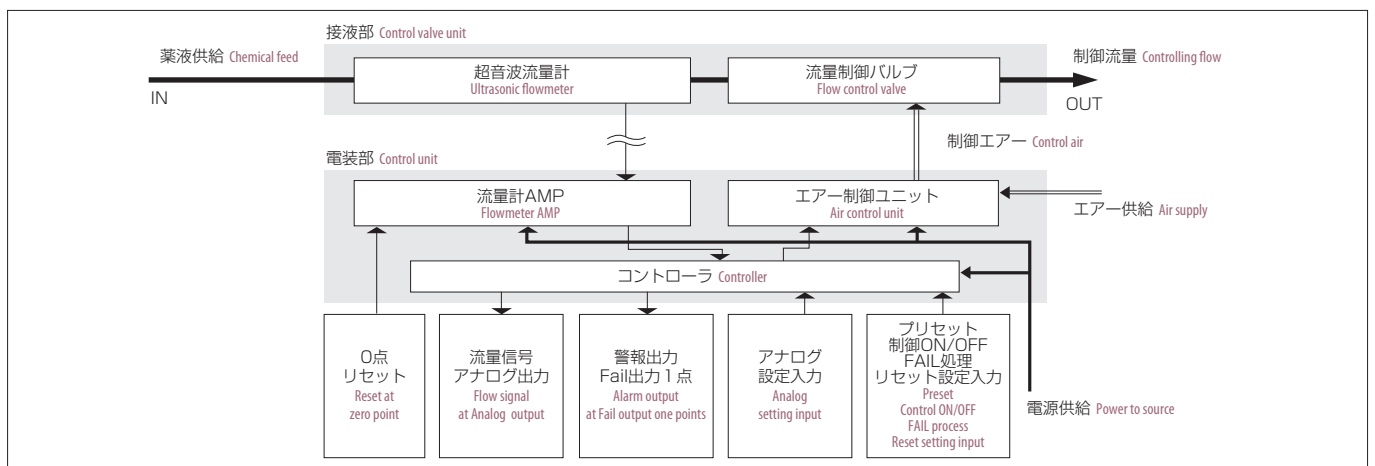 接液部 Control valve unit
薬液供給 Chemical feed
制御流量 Controlling flow
超音波流量計
Ultrasonic flowmeter
流量制御バルブ
Flow control valve
IN
OUT
制御エアー Control air
電装部 Control unit
流量計AMP
Flowmeter AMP
エアー制御ユニット
Air control unit
エアー供給 Air supply
コントローラ Controller
0点
リセット
Reset at
zero point
流量信号
アナログ出力
Flow signal
at Analog output
警報出力
Fail出力1点
Alarm output
at Fail output one points
アナログ
設定入力
Analog
setting input
プリセット
制御ON/OFF
FAIL処理
リセット設定入力
Preset
Control ON/OFF
FAIL process
Reset setting input
電源供給 Power to source